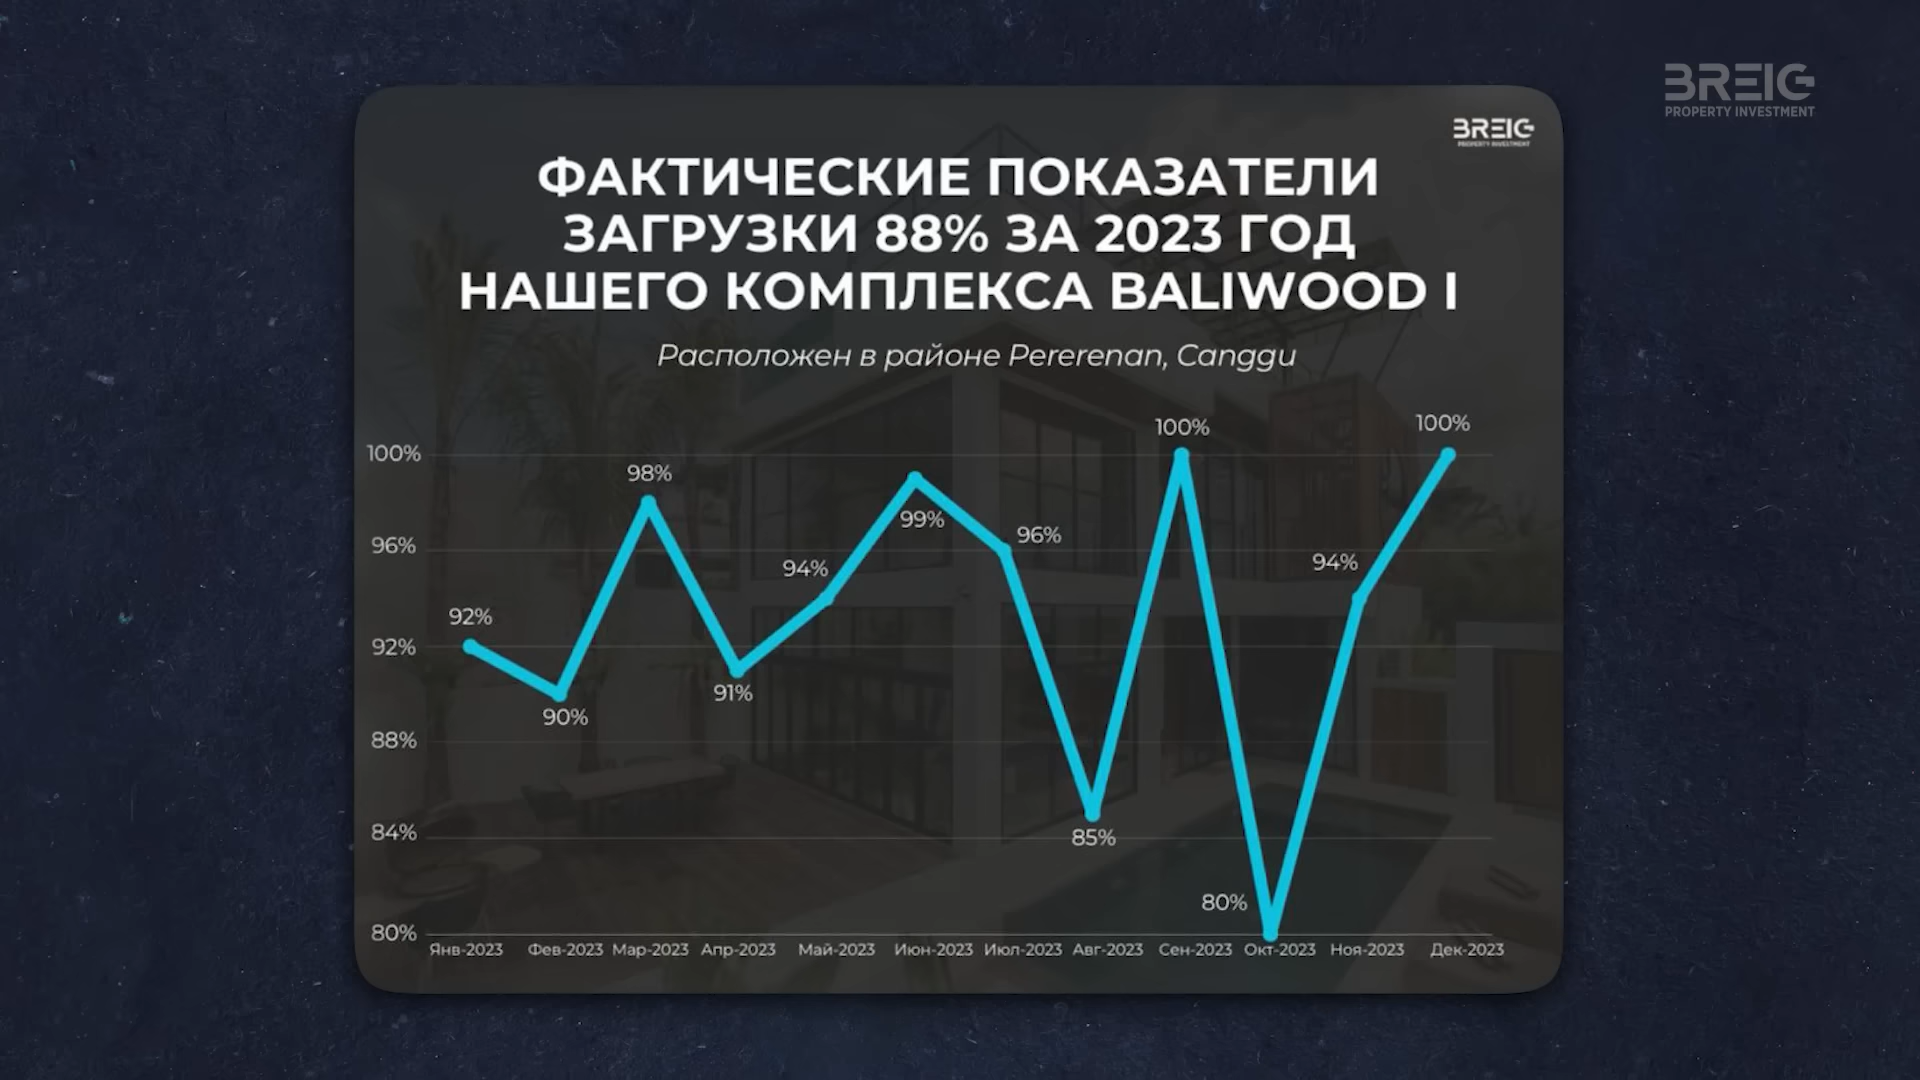 BREIG
PROPERTY INVESTMENT
BREIG
PROPERTY INVESTMENT
ФАКТИЧЕСКИЕ ПОКАЗАТЕЛИ
ЗАГРУЗКИ 88% ЗА 2023 ГОД
НАШЕГО КОМПЛЕКСА BALIWOOD I
Расположен в районе Pererenan, Canggu
100%
96%
92%
88%
84%
80%
92%
90%
98%
91%
94%
99%
96%
85%
100%
80%
94%
100%
Янв-2023 Фев-2023 Мар-2023 Апр-2023 Май-2023 Июн-2023 Июл-2023 Авг-2023 Сен-2023 Окт-2023 Ноя-2023 Дек-2023